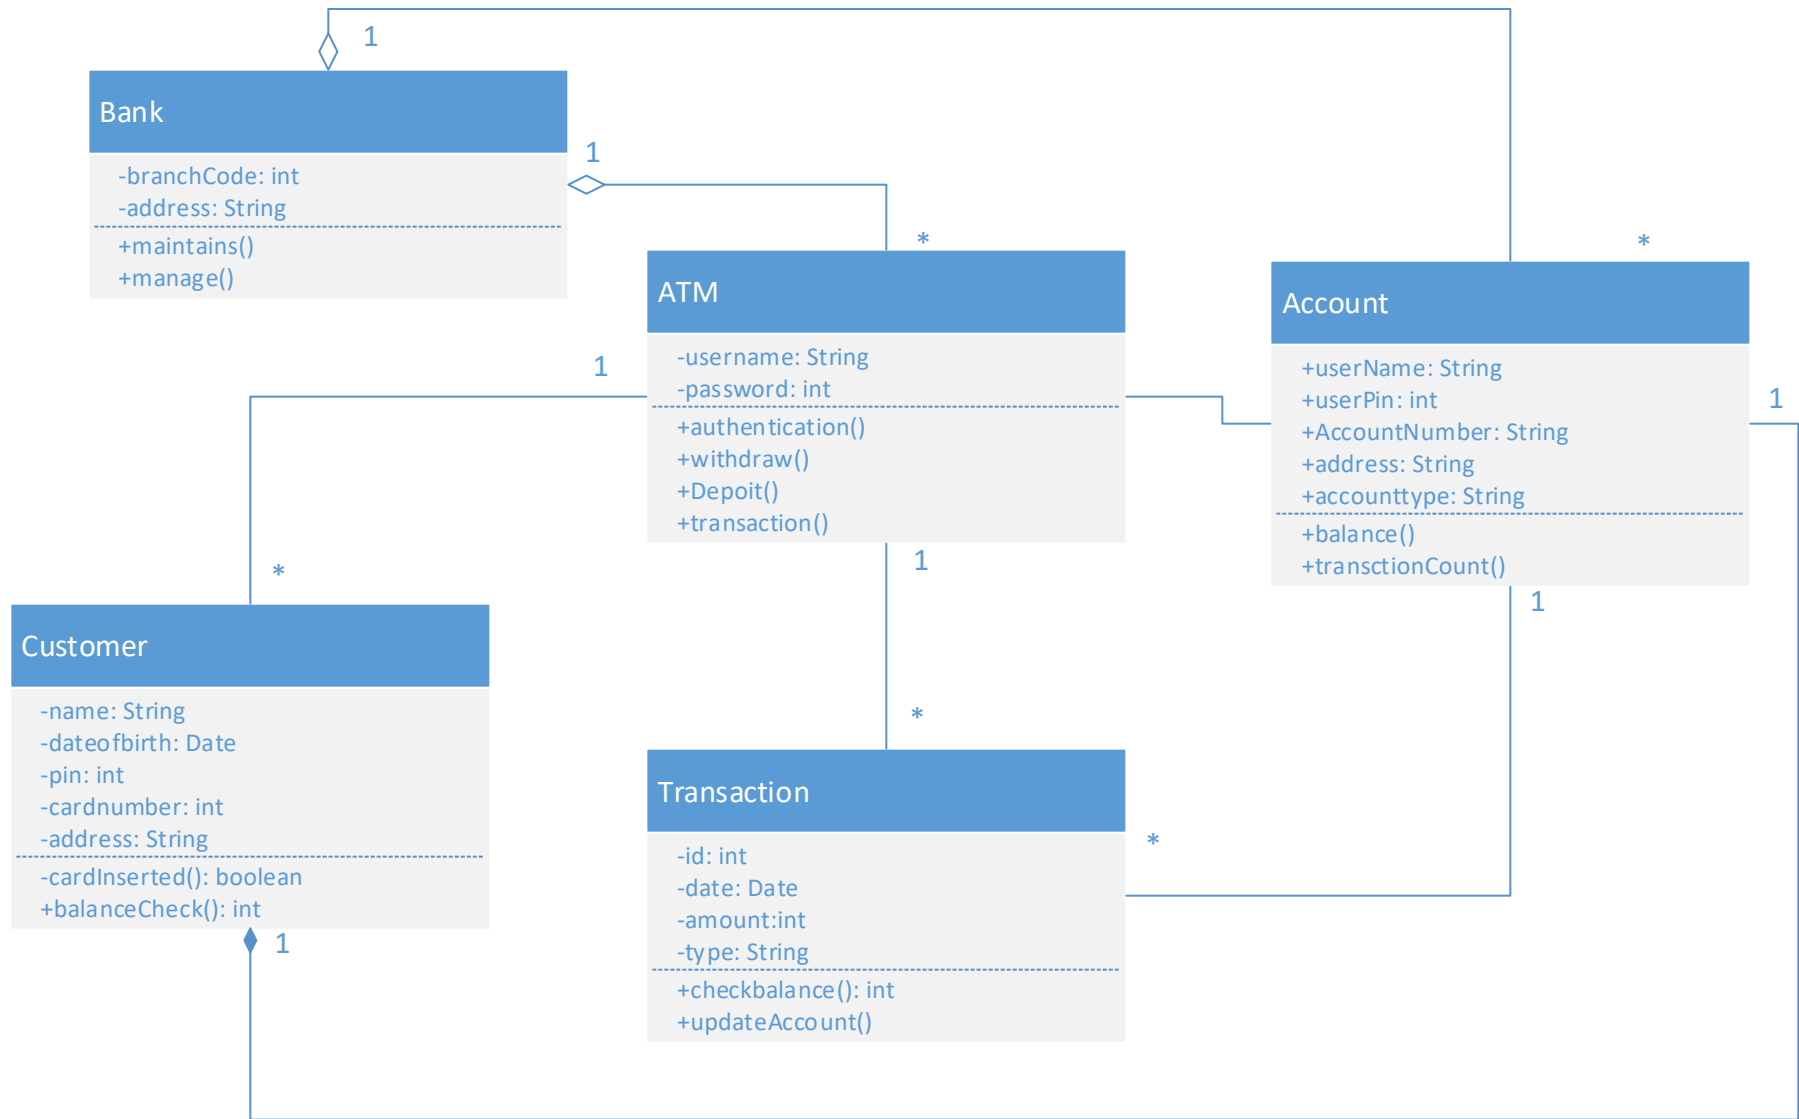 1
Bank
-branchCode: int
-address: String
+maintains()
+manage()
1
*
ATM
-username: String
-password: int
+authentication()
+withdraw()
+Depoit()
+transaction()
*
Account
+userName: String
+userPin: int
+AccountNumber: String
+address: String
+accounttype: String
+balance()
+transctionCount()
1
1
1
1
*
Customer
-name: String
-dateofbirth: Date
-pin: int
-cardnumber: int
-address: String
-cardInserted(): boolean
+balanceCheck(): int
1
*
Transaction
-id: int
-date: Date
-amount:int
-type: String
+checkbalance(): int
+updateAccount()
*